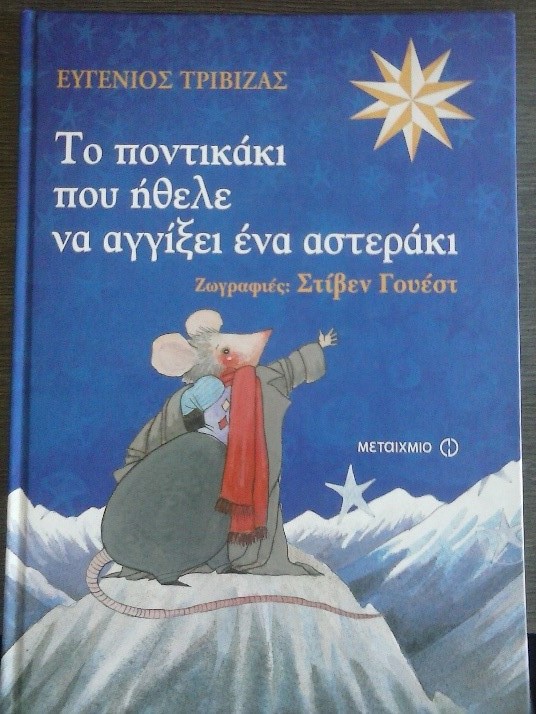 ΕΥΓΕΝΙΟΣ ΤΡΙΒΙΖΑΣ
Το ποντικάκι
που ήθελε
να αγγίξει ένα αστεράκι
Ζωγραφιές: Στίβεν Γουέστ
ΜΕΤΑΙΧΜΙΟ